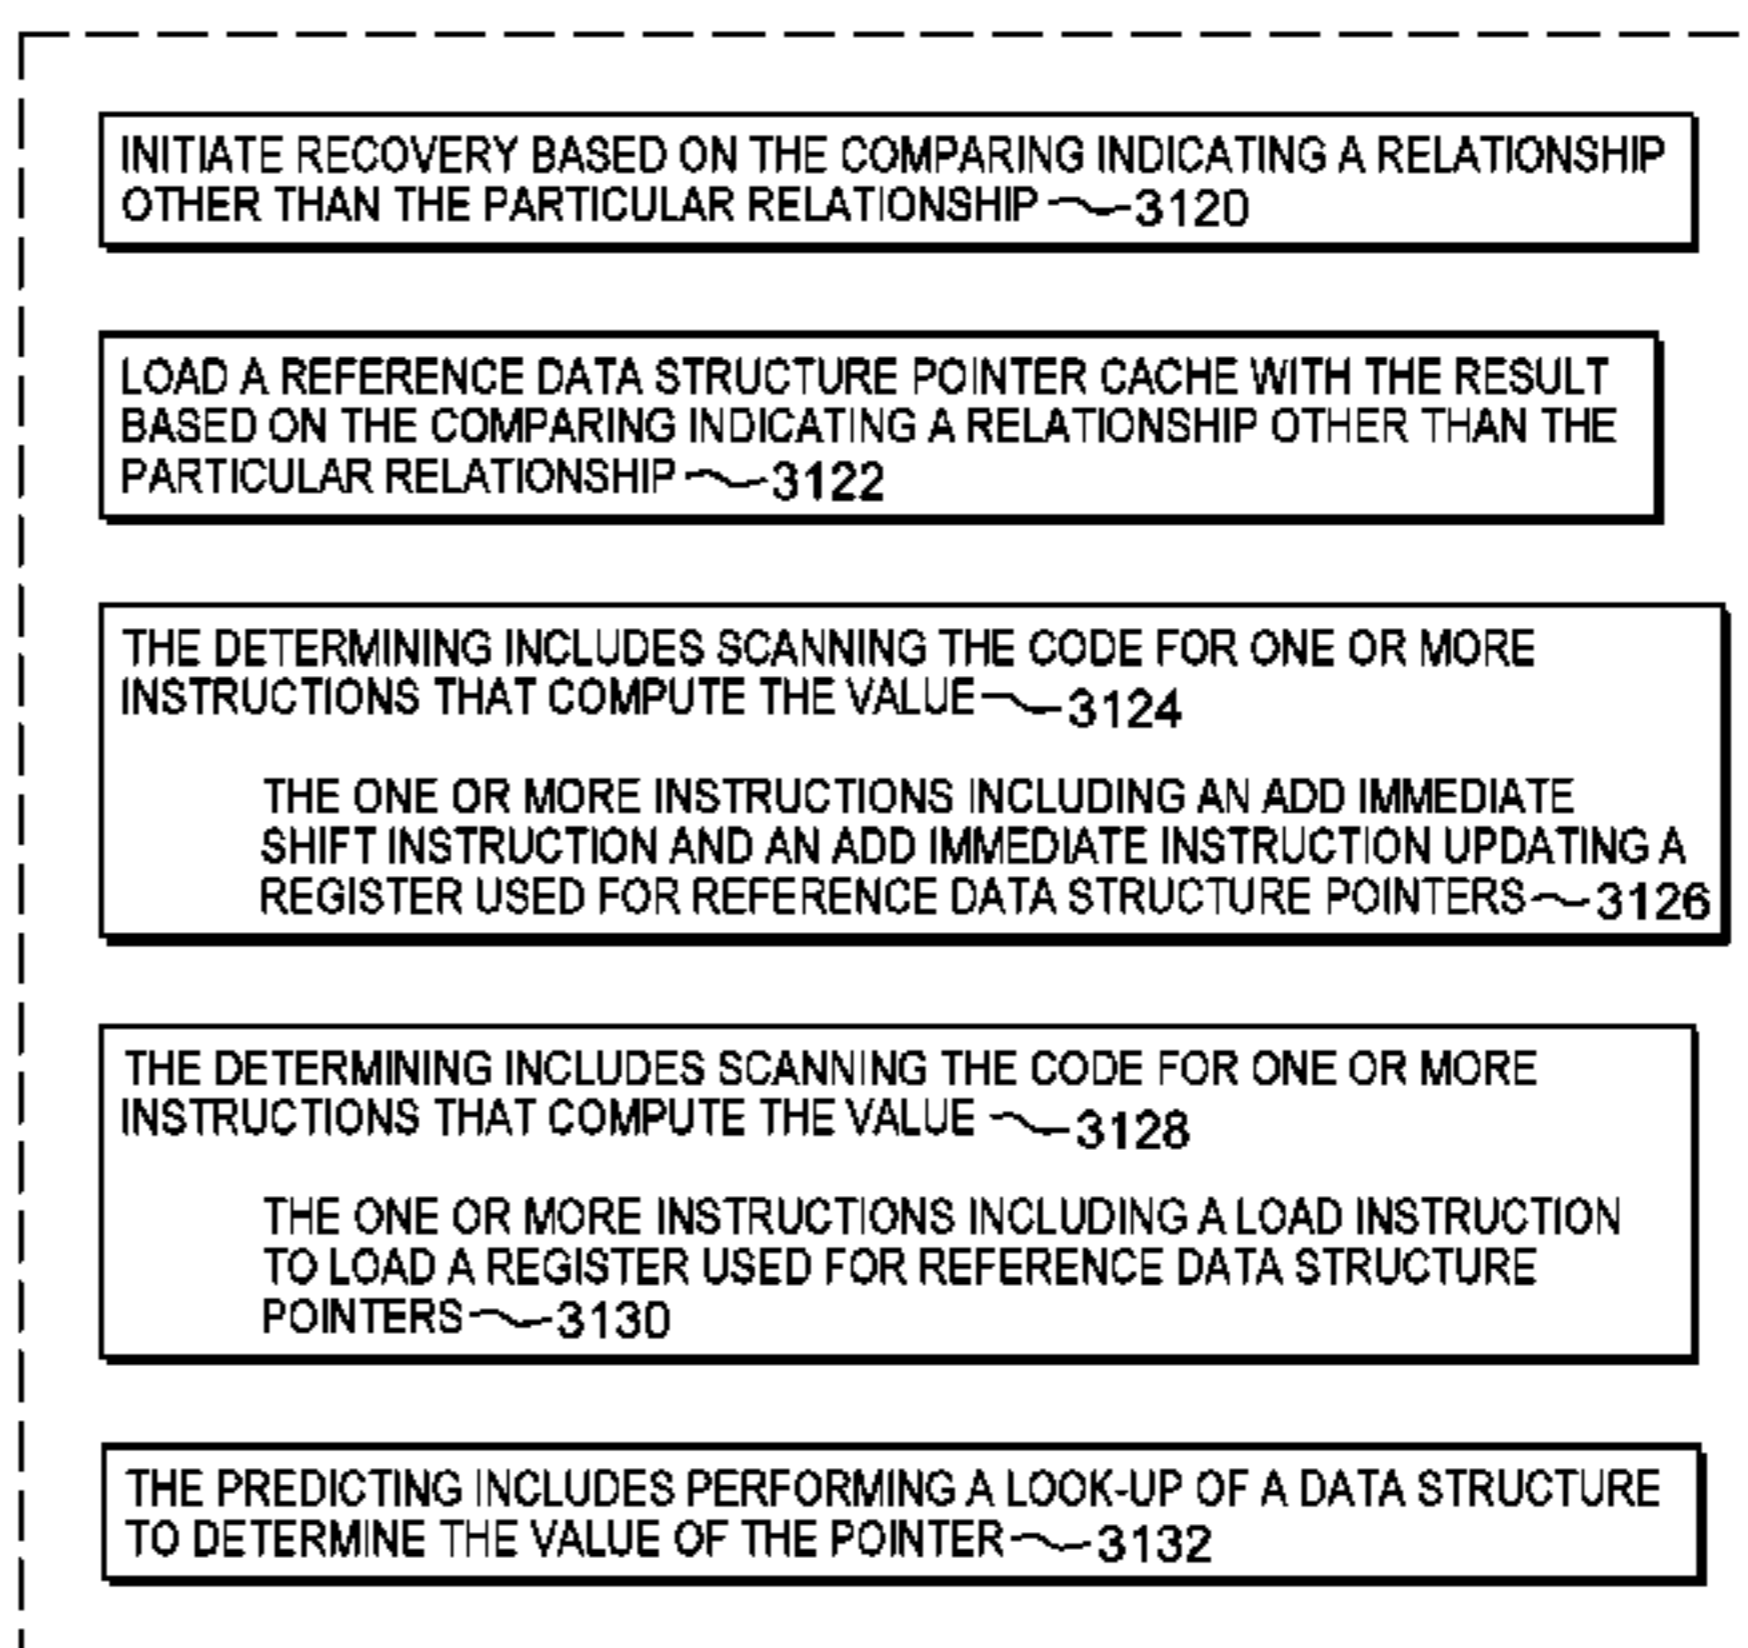 INITIATE RECOVERY BASED ON THE COMPARING INDICATING A RELATIONSHIP
OTHER THAN THE PARTICULAR RELATIONSHIP 3120
LOAD A REFERENCE DATA STRUCTURE POINTER CACHE WITH THE RESULT
BASED ON THE COMPARING INDICATING A RELATIONSHIP OTHER THAN THE
PARTICULAR RELATIONSHIP 3122
THE DETERMINING INCLUDES SCANNING THE CODE FOR ONE OR MORE
INSTRUCTIONS THAT COMPUTE THE VALUE 3124
THE ONE OR MORE INSTRUCTIONS INCLUDING AN ADD IMMEDIATE
SHIFT INSTRUCTION AND AN ADD IMMEDIATE INSTRUCTION UPDATING A
REGISTER USED FOR REFERENCE DATA STRUCTURE POINTERS 3126
THE DETERMINING INCLUDES SCANNING THE CODE FOR ONE OR MORE
INSTRUCTIONS THAT COMPUTE THE VALUE 3128
THE ONE OR MORE INSTRUCTIONS INCLUDING A LOAD INSTRUCTION
TO LOAD A REGISTER USED FOR REFERENCE DATA STRUCTURE
POINTERS 3130
THE PREDICTING INCLUDES PERFORMING A LOOK-UP OF A DATA STRUCTURE
TO DETERMINE THE VALUE OF THE POINTER 3132